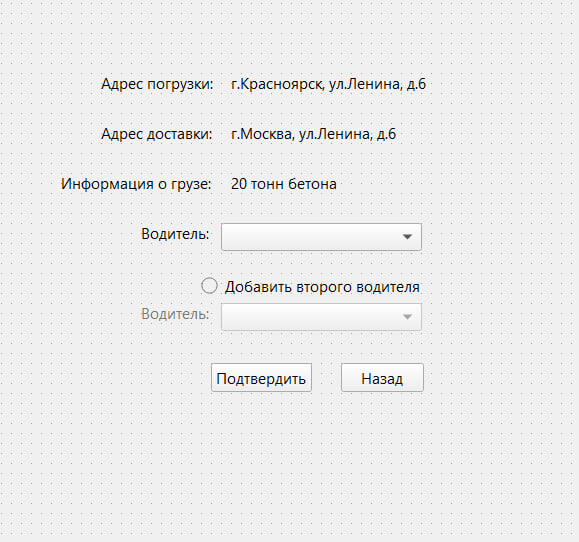 Адрес погрузки: г.Красноярск, ул.Ленина, д.6
Адрес доставки: г.Москва, ул.Ленина, д.6
Информация о грузе: 20 тонн бетона
Водитель:
Добавить второго водителя
Водитель:
Подтвердить Назад